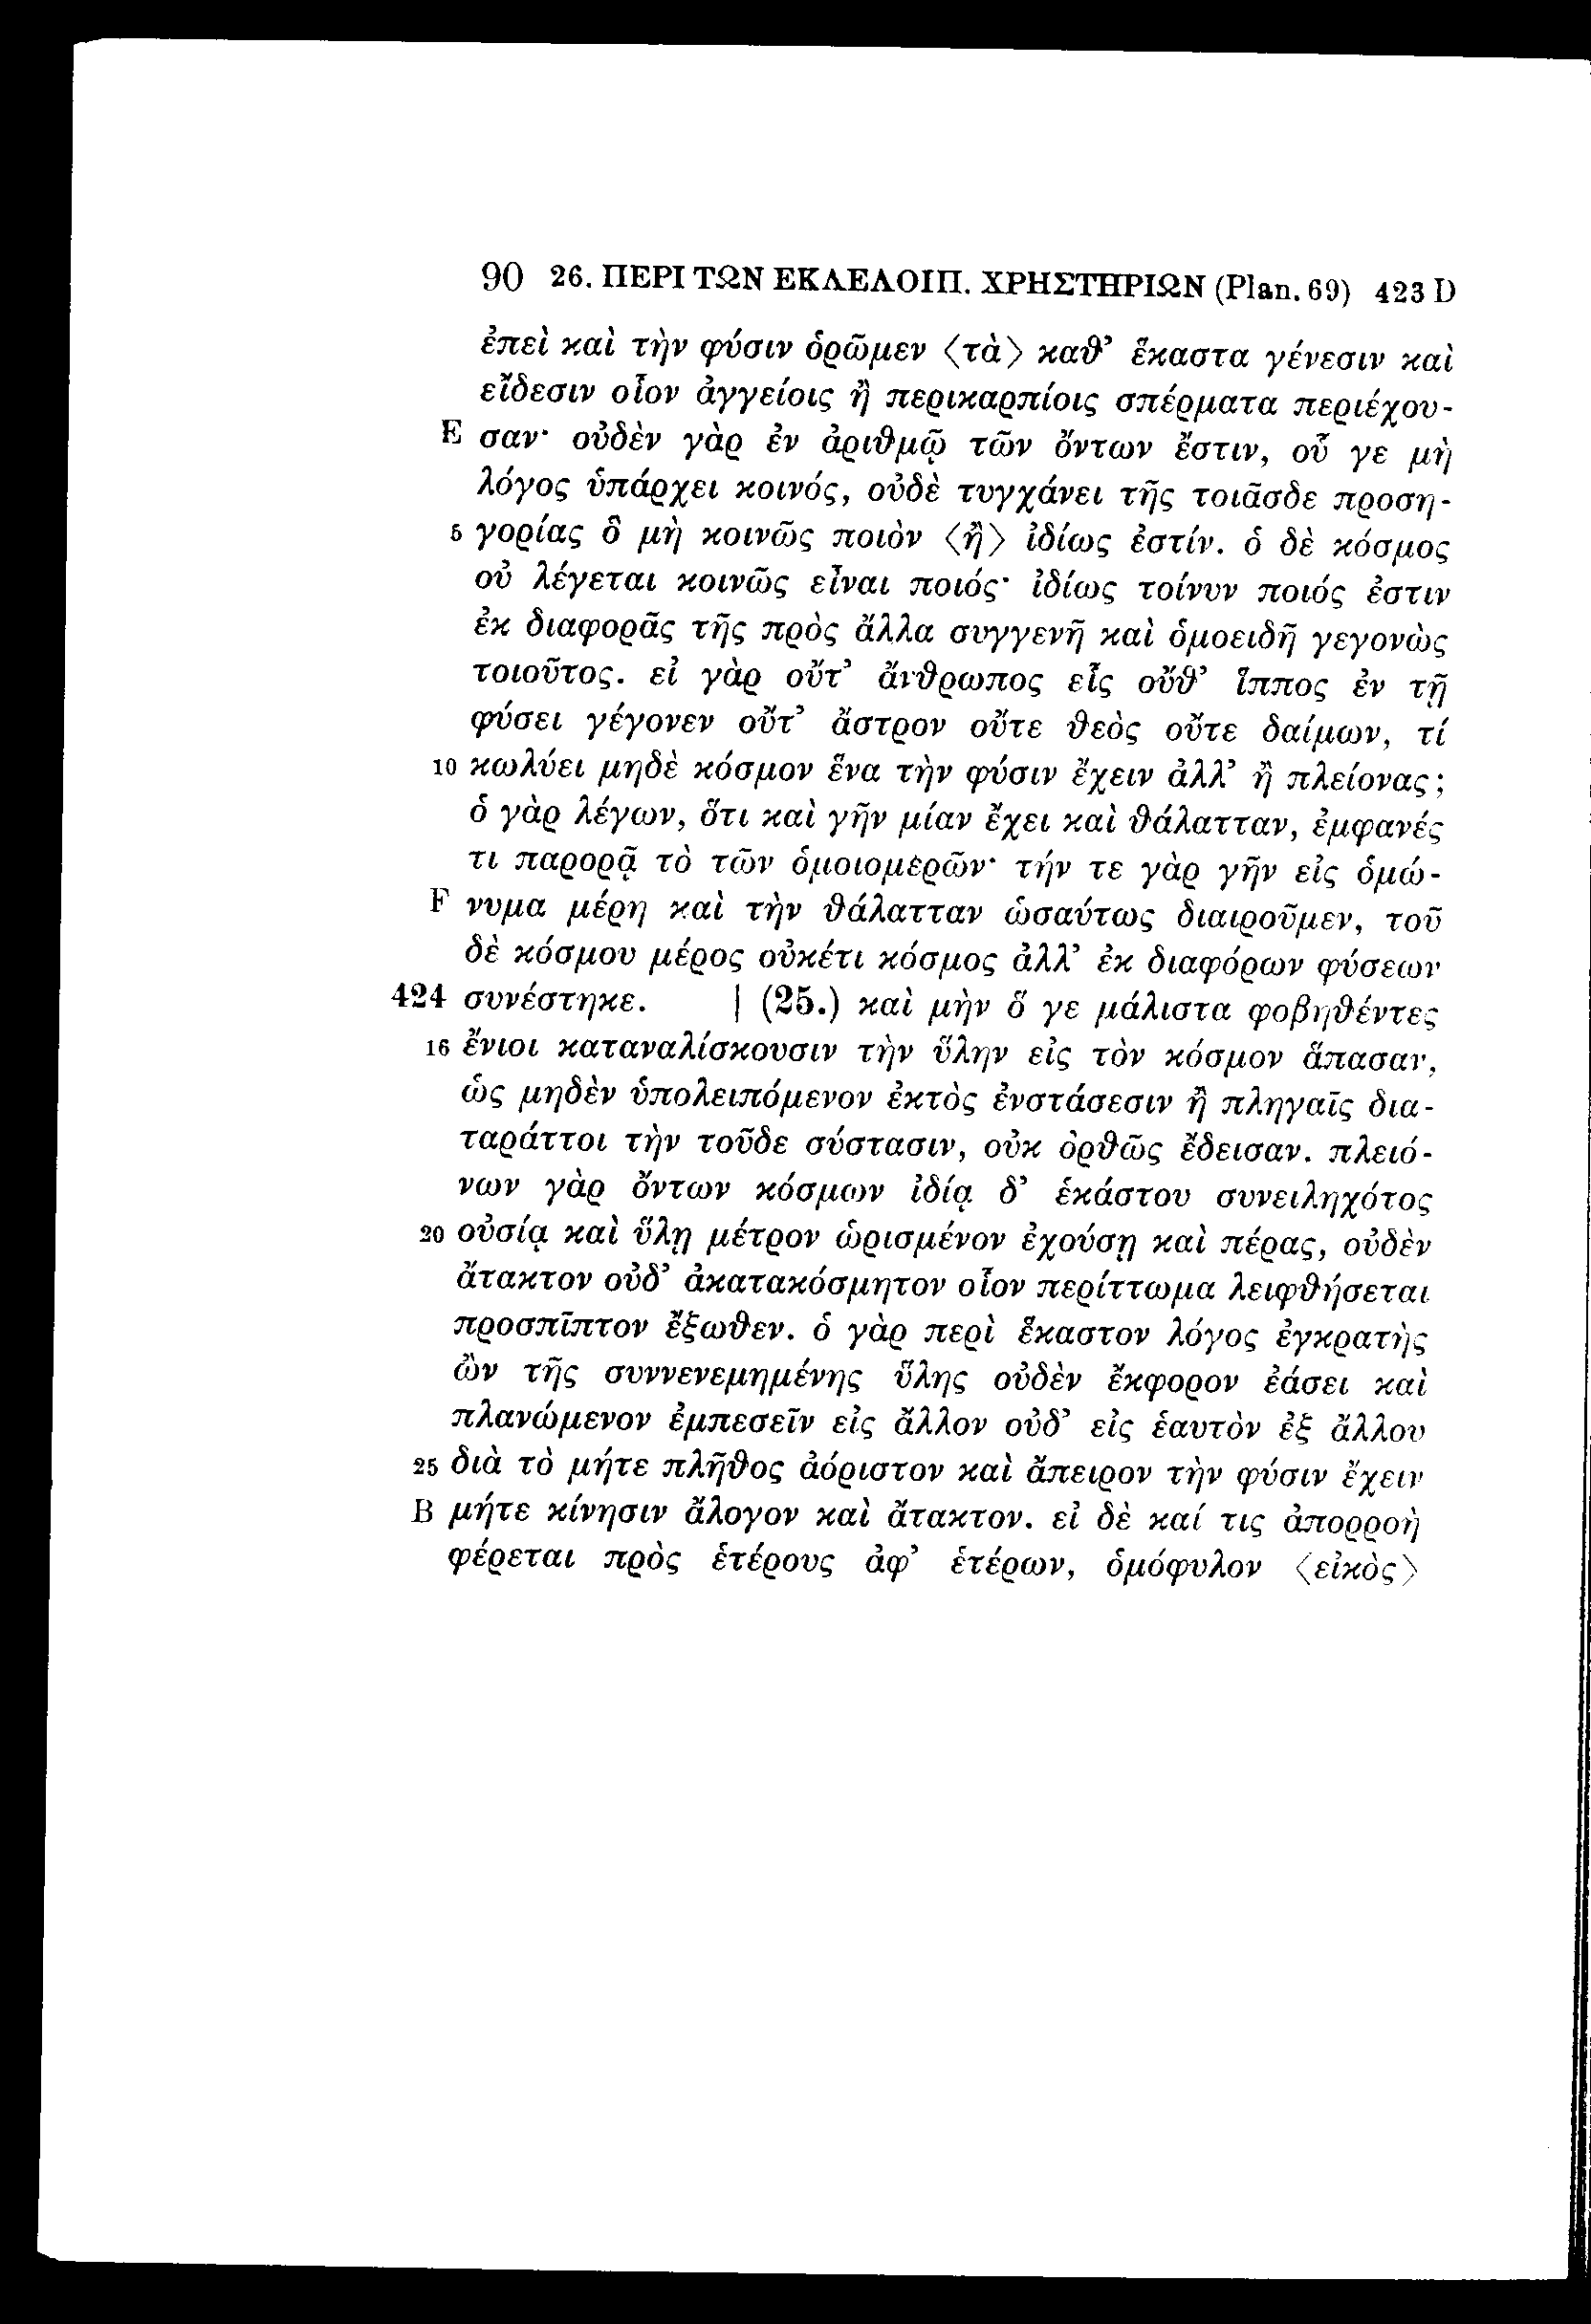 90 26. ΠΕΡΙ ΤΩΝ ΕΚΛΕΛΟΙΠ. ΧΡΗΣΤΗΡΙΩΝ (Plan. 69) 423 D
ἐπεὶ καὶ τὴν φύσιν ὁρῶμεν ⟨τὰ⟩ καθ’ ἕκαστα γένεσιν καὶ
εἴδεσιν οἷον ἀγγείοις ἢ περικαρπίοις σπέρματα περιέχου-
E σαν· οὐδὲν γὰρ ἐν ἀριθμῷ τῶν ὄντων ἔστιν, οὗ γε μὴ
λόγος ὑπάρχει κοινός, οὐδὲ τυγχάνει τῆς τοιᾶσδε προση-
5 γορίας ὃ μὴ κοινῶς ποιὸν ⟨ἢ⟩ ἰδίως ἐστίν. ὁ δὲ κόσμος
οὐ λέγεται κοινῶς εἶναι ποιός· ἰδίως τοίνυν ποιός ἐστιν
ἐκ διαφορᾶς τῆς πρὸς ἄλλα συγγενῆ καὶ ὁμοειδῆ γεγονὼς
τοιοῦτος. εἰ γὰρ οὔτ’ ἄνθρωπος εἷς οὔθ’ ἵππος ἐν τῇ
φύσει γέγονεν οὔτ’ ἄστρον οὔτε θεὸς οὔτε δαίμων, τί
10 κωλύει μηδὲ κόσμον ἕνα τὴν φύσιν ἔχειν ἀλλ’ ἢ πλείονας;
ὁ γὰρ λέγων, ὅτι καὶ γῆν μίαν ἔχει καὶ θάλατταν, ἐμφανές
τι παρορᾷ τὸ τῶν ὁμοιομερῶν· τήν τε γὰρ γῆν εἰς ὁμώ-
F νυμα μέρη καὶ τὴν θάλατταν ὡσαύτως διαιροῦμεν, τοῦ
δὲ κόσμου μέρος οὐκέτι κόσμος ἀλλ’ ἐκ διαφόρων φύσεων
424 συνέστηκε. | (25.) καὶ μὴν ὅ γε μάλιστα φοβηθέντες
16 ἔνιοι καταναλίσκουσιν τὴν ὕλην εἰς τὸν κόσμον ἅπασαν,
ὡς μηδὲν ὑπολειπόμενον ἐκτὸς ἐνστάσεσιν ἢ πληγαῖς δια-
ταράττοι τὴν τοῦδε σύστασιν, οὐκ ὀρθῶς ἔδεισαν. πλειό-
νων γὰρ ὄντων κόσμων ἰδίᾳ δ’ ἑκάστου συνειληχότος
20 οὐσίᾳ καὶ ὕλῃ μέτρον ὡρισμένον ἐχούσῃ καὶ πέρας, οὐδὲν
ἄτακτον οὐδ’ ἀκατακόσμητον οἷον περίττωμα λειφθήσεται
προσπῖπτον ἔξωθεν. ὁ γὰρ περὶ ἕκαστον λόγος ἐγκρατὴς
ὢν τῆς συννενεμημένης ὕλης οὐδὲν ἔκφορον ἐάσει καὶ
πλανώμενον ἐμπεσεῖν εἰς ἄλλον οὐδ’ εἰς ἑαυτὸν ἐξ ἄλλου
25 διὰ τὸ μήτε πλῆθος ἀόριστον καὶ ἄπειρον τὴν φύσιν ἔχειν
B μήτε κίνησιν ἄλογον καὶ ἄτακτον. εἰ δὲ καί τις ἀπορροὴ
φέρεται πρὸς ἑτέρους ἀφ’ ἑτέρων, ὁμόφυλον ⟨εἰκὸς⟩